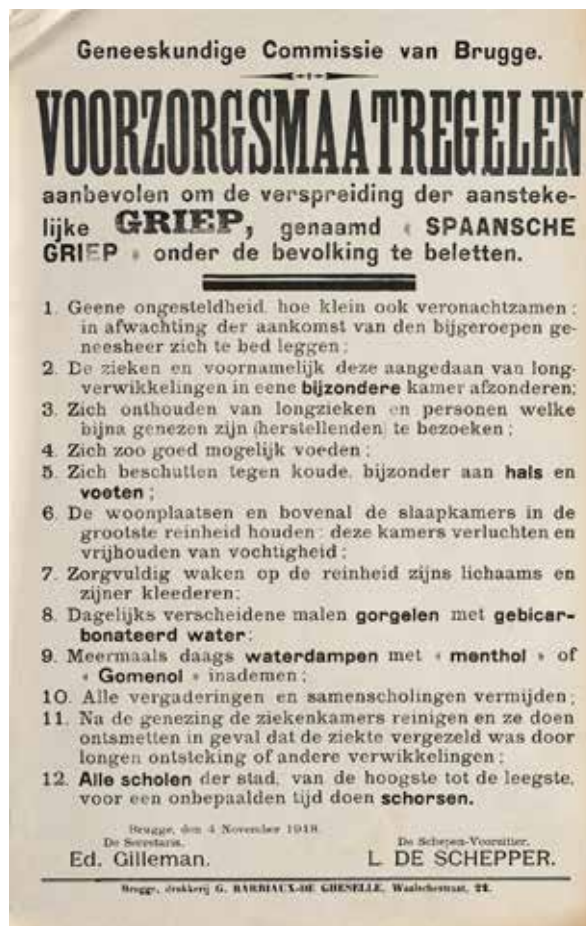 Geneeskundige Commissie van Brugge.
VOORZORGSMAATREGELEN
aanbevolen om de verspreiding der aansteke-
lijke GRIEP, genaamd « SPAANSCHE
GRIEP » onder de bevolking te beletten.
1. Geene ongesteldheid, hoe klein ook veronachtzamen ;
in afwachting der aankomst van den bijgeroepen ge-
neesheer zich te bed leggen ;
2. De zieken en voornamelijk deze aangedaan van long-
verwikkelingen in eene bijzondere kamer afzonderen;
3. Zich onthouden van longzieken en personen welke
bijna genezen zijn (herstellenden) te bezoeken ;
4. Zich zoo goed mogelijk voeden ;
5. Zich beschutten tegen koude, bijzonder aan hals en
voeten ;
6. De woonplaatsen en bovenal de slaapkamers in de
grootste reinheid houden : deze kamers verluchten en
vrijhouden van vochtigheid ;
7. Zorgvuldig waken op de reinheid zijns lichaams en
zijner kleederen;
8. Dagelijks verscheidene malen gorgelen met gebicar-
bonateerd water;
9. Meermaals daags waterdampen met « menthol » of
« Gomenol » inademen ;
10. Alle vergaderingen en samenscholingen vermijden ;
11. Na de genezing de ziekenkamers reinigen en ze doen
ontsmetten in geval dat de ziekte vergezeld was door
longen ontsteking of andere verwikkelingen ;
12. Alle scholen der stad, van de hoogste tot de leegste,
voor een onbepaalden tijd doen schorsen.
Brugge, den 4 November 1918.
De Secretaris,
Ed. Gilleman.
De Schepen-Voorzitter,
L. DE SCHEPPER.
Brugge, drukkerij G. BARBIAUX-DE GHESELLE, Waalschestraat, 24.